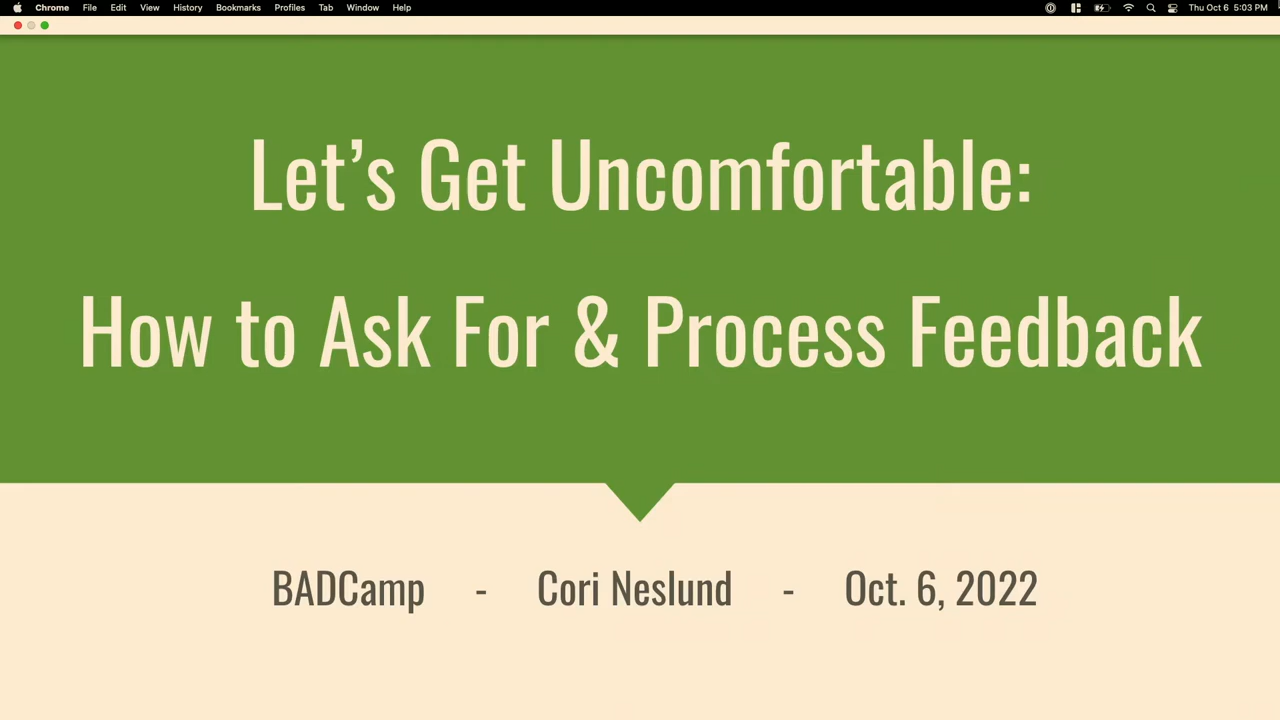 Chrome File Edit View History Bookmarks Profiles Tab Window Help Thu Oct 6 5:03 PM
Let’s Get Uncomfortable:
How to Ask For & Process Feedback
BADCamp - Cori Neslund - Oct. 6, 2022